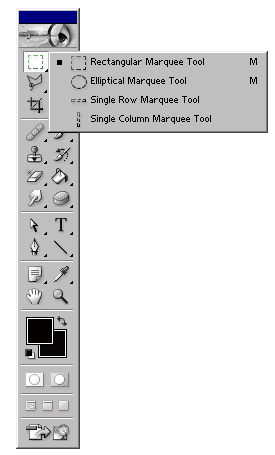 Rectangular Marquee Tool M
Elliptical Marquee Tool M
Single Row Marquee Tool
Single Column Marquee Tool
T